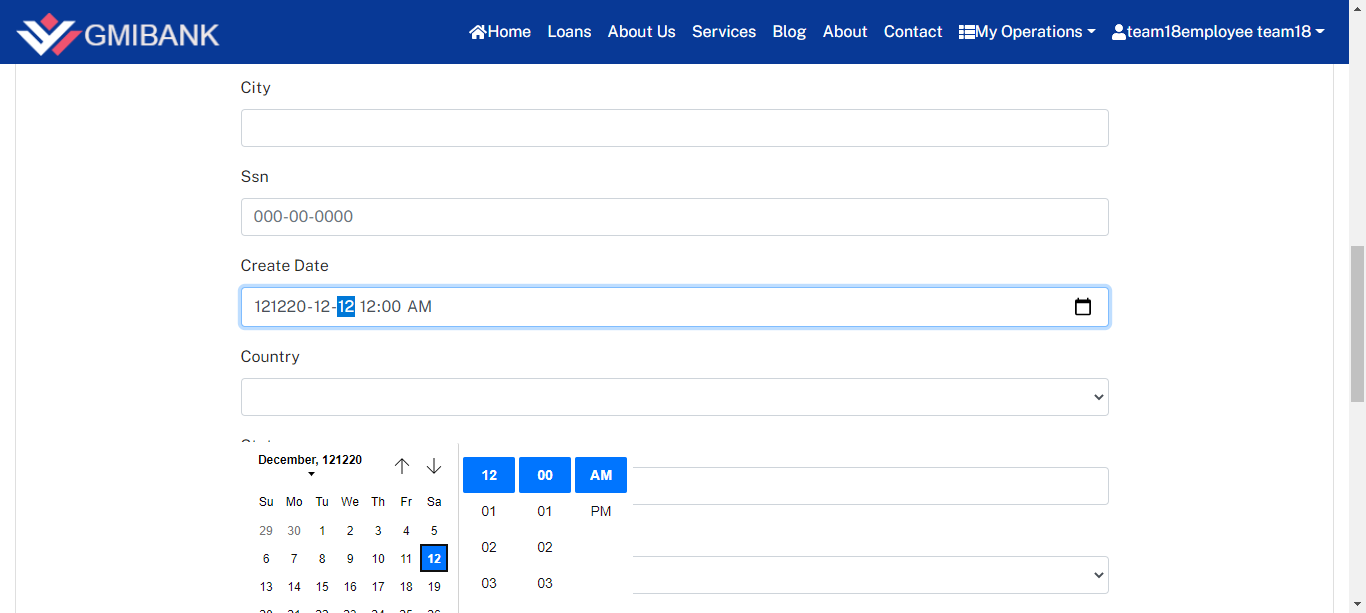 GMIBANK
Home Loans About Us Services Blog About Contact My Operations team18employee team18
City
Ssn
000-00-0000
Create Date
121220-12-12 12:00 AM
Country
December, 121220
Su Mo Tu We Th Fr Sa
29 30 1 2 3 4 5
6 7 8 9 10 11 12
13 14 15 16 17 18 19
12 00 AM
01 01 PM
02 02
03 03